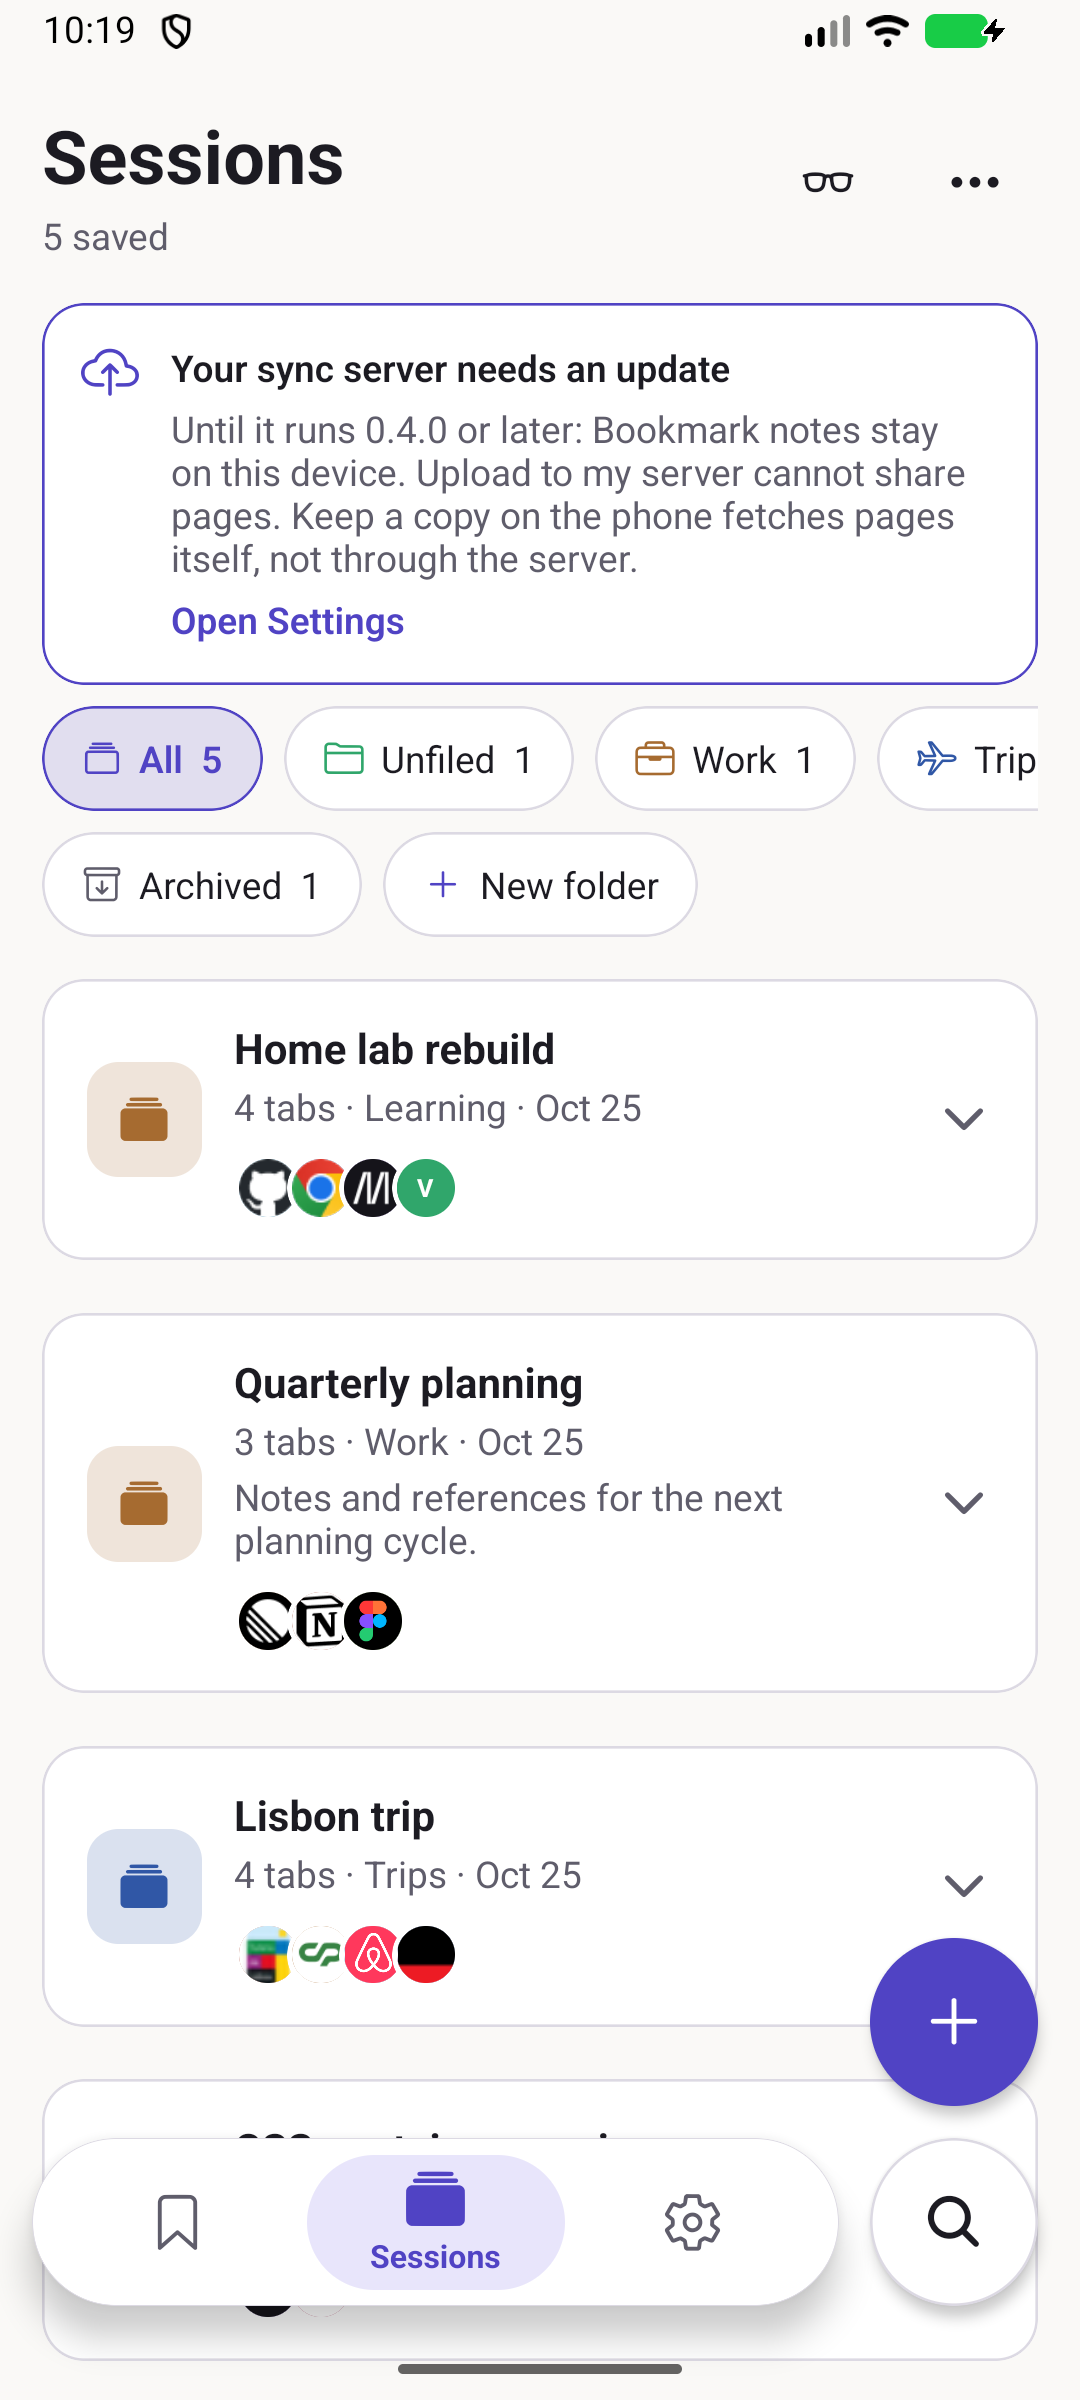 10:19
Sessions
5 saved
Your sync server needs an update
Until it runs 0.4.0 or later: Bookmark notes stay
on this device. Upload to my server cannot share
pages. Keep a copy on the phone fetches pages
itself, not through the server.
Open Settings
All 5
Unfiled 1
Work 1
Trip
Archived 1
New folder
Home lab rebuild
4 tabs · Learning · Oct 25
V
Quarterly planning
3 tabs · Work · Oct 25
Notes and references for the next
planning cycle.
N
Lisbon trip
4 tabs · Trips · Oct 25
Sessions